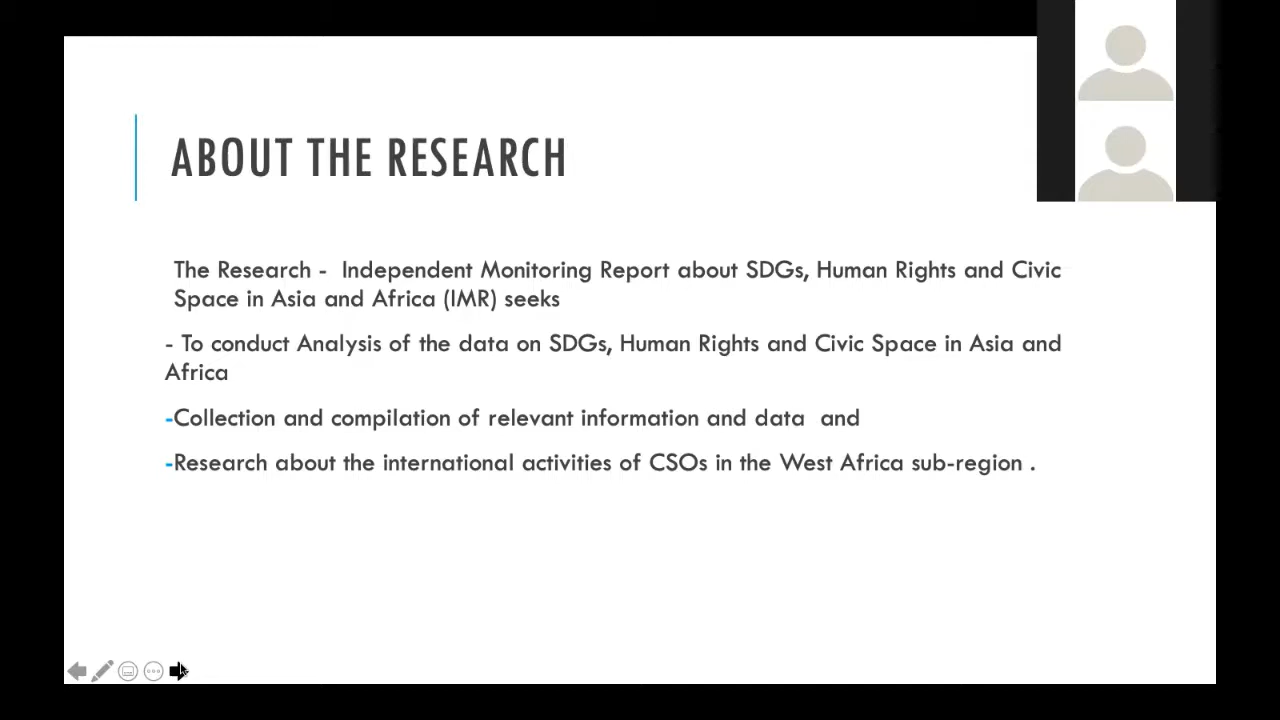 ABOUT THE RESEARCH
The Research - Independent Monitoring Report about SDGs, Human Rights and Civic
Space in Asia and Africa (IMR) seeks
- To conduct Analysis of the data on SDGs, Human Rights and Civic Space in Asia and
Africa
-Collection and compilation of relevant information and data and
-Research about the international activities of CSOs in the West Africa sub-region .